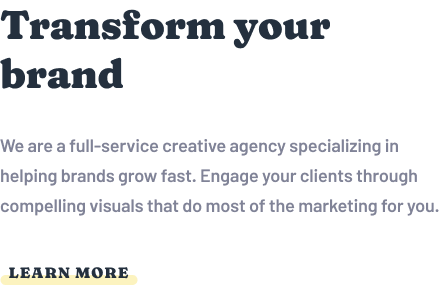 Transform your
brand
We are a full-service creative agency specializing in
helping brands grow fast. Engage your clients through
compelling visuals that do most of the marketing for you.
LEARN MORE